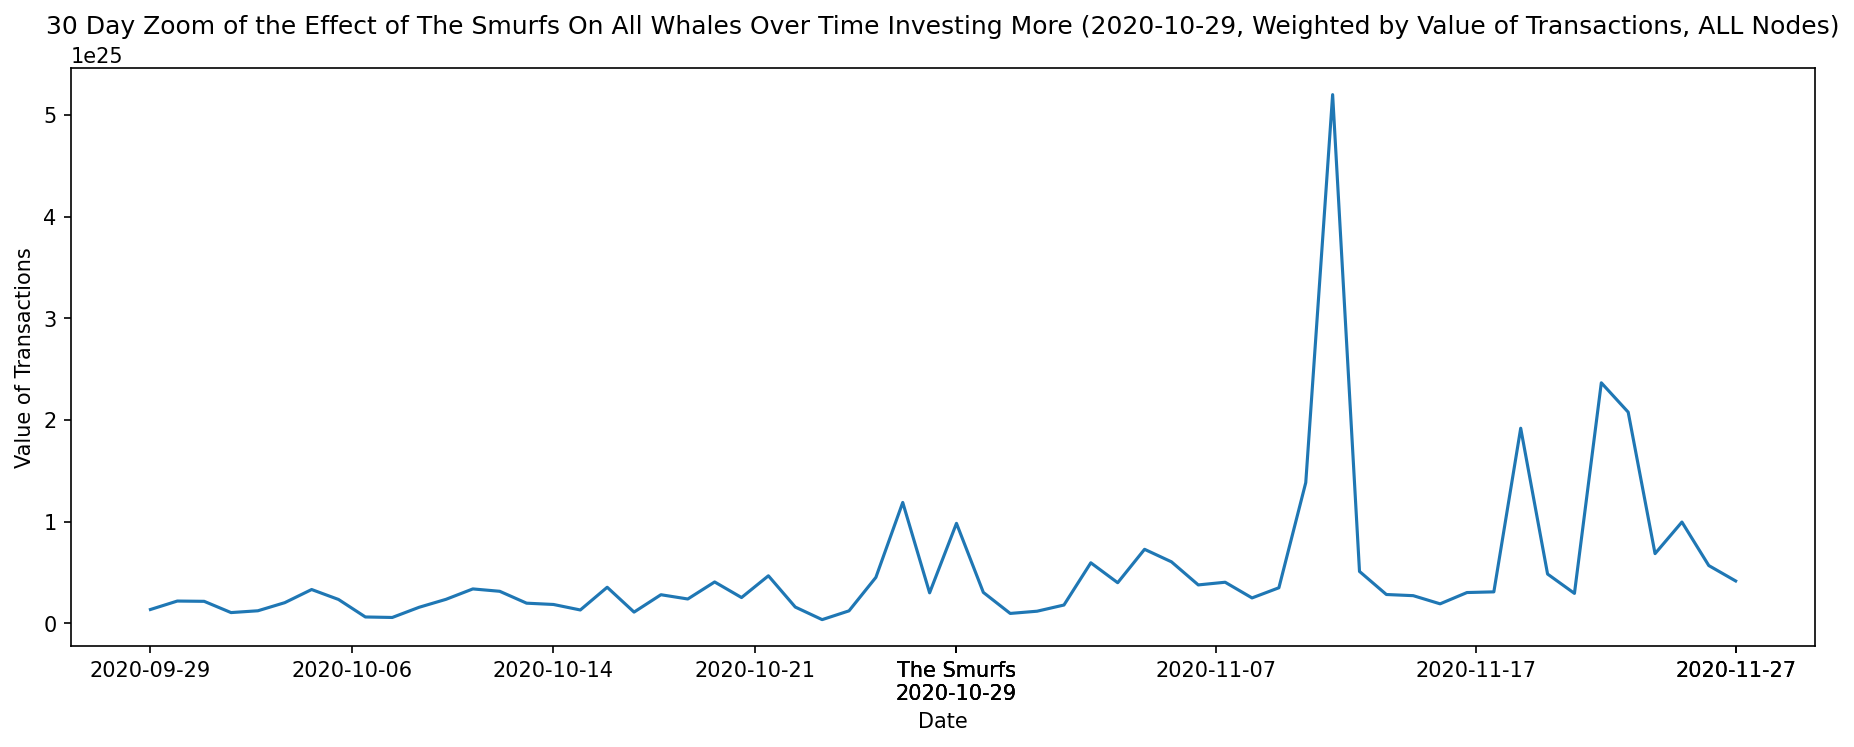 30 Day Zoom of the Effect of The Smurfs On All Whales Over Time Investing More (2020-10-29, Weighted by Value of Transactions, ALL Nodes)
1e25
5
4
3
2
1
0
Value of Transactions
2020-09-29
2020-10-06
2020-10-14
2020-10-21
The Smurfs
2020-10-29
2020-11-07
2020-11-17
2020-11-27
Date